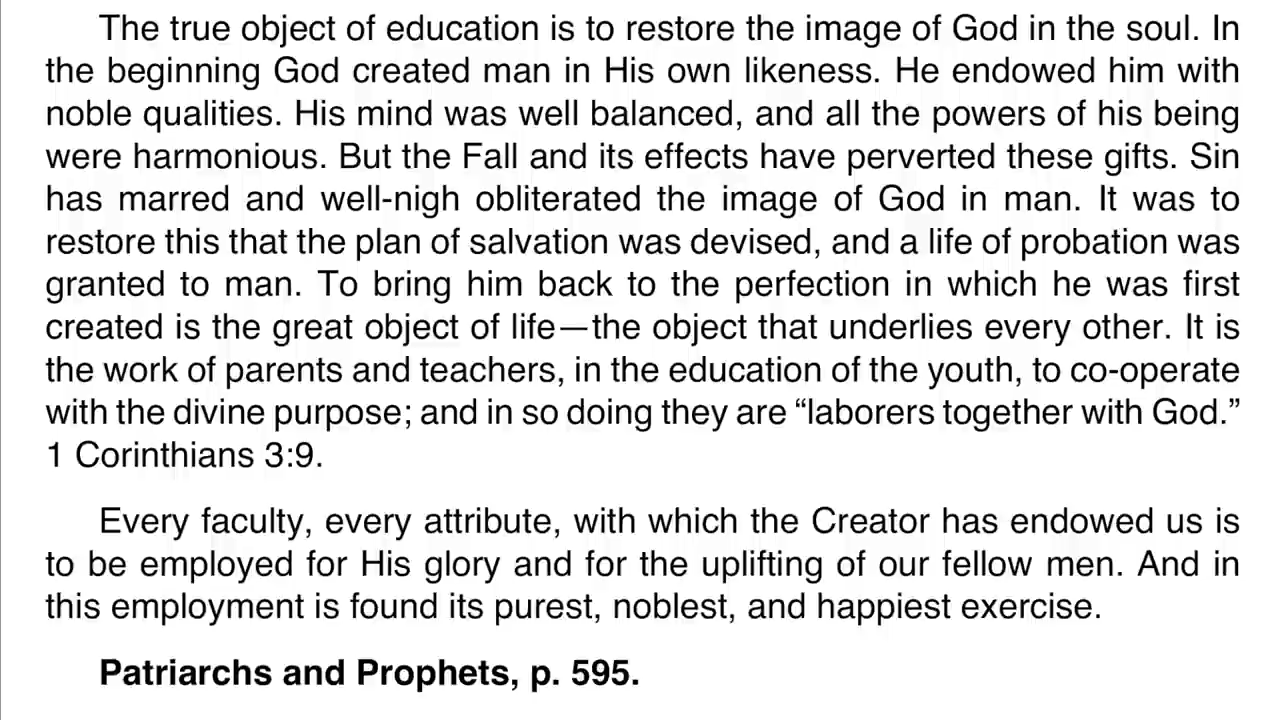 The true object of education is to restore the image of God in the soul. In
the beginning God created man in His own likeness. He endowed him with
noble qualities. His mind was well balanced, and all the powers of his being
were harmonious. But the Fall and its effects have perverted these gifts. Sin
has marred and well-nigh obliterated the image of God in man. It was to
restore this that the plan of salvation was devised, and a life of probation was
granted to man. To bring him back to the perfection in which he was first
created is the great object of life—the object that underlies every other. It is
the work of parents and teachers, in the education of the youth, to co-operate
with the divine purpose; and in so doing they are “laborers together with God.”
1 Corinthians 3:9.
Every faculty, every attribute, with which the Creator has endowed us is
to be employed for His glory and for the uplifting of our fellow men. And in
this employment is found its purest, noblest, and happiest exercise.
Patriarchs and Prophets, p. 595.